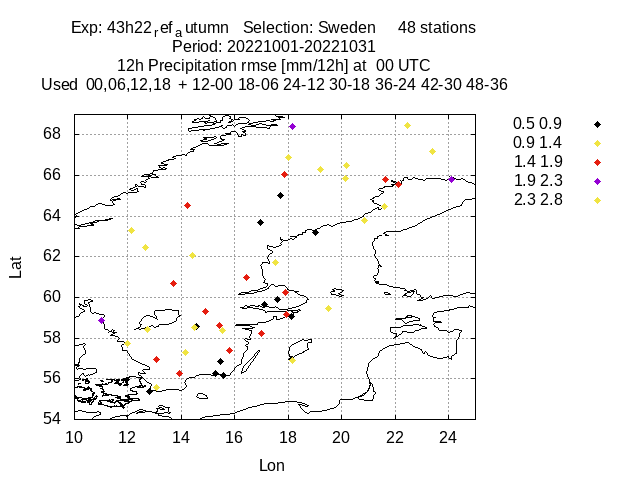 Exp: 43h22ref autumn Selection: Sweden 48 stations
Period: 20221001-20221031
12h Precipitation rmse [mm/12h] at 00 UTC
Used 00,06,12,18 + 12-00 18-06 24-12 30-18 36-24 42-30 48-36
0.5 0.9
0.9 1.4
1.4 1.9
1.9 2.3
2.3 2.8
68
66
64
62
60
58
56
54
Lat
10 12 14 16 18 20 22 24
Lon